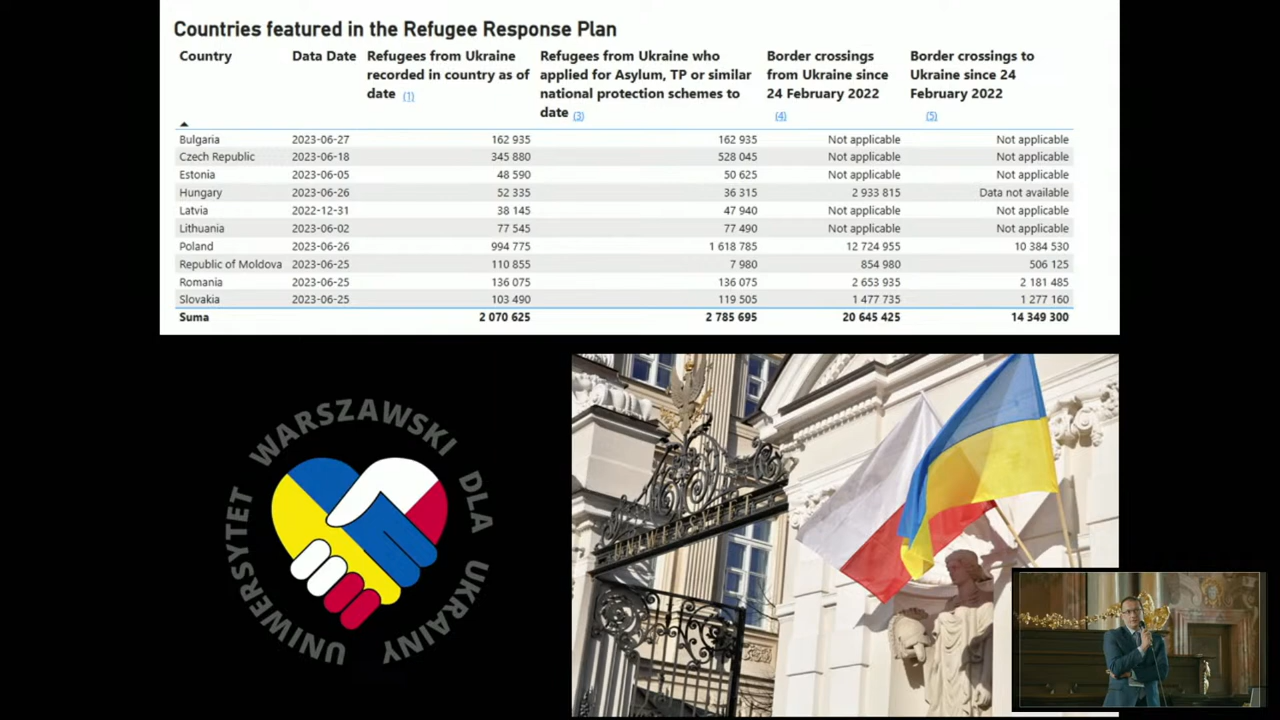 Countries featured in the Refugee Response Plan
Country Data Date Refugees from Ukraine recorded in country as of date (1) Refugees from Ukraine who applied for Asylum, TP or similar national protection schemes to date (3) Border crossings from Ukraine since 24 February 2022 (4) Border crossings to Ukraine since 24 February 2022 (5)
Bulgaria 2023-06-27 162 935 162 935 Not applicable Not applicable
Czech Republic 2023-06-18 345 880 528 045 Not applicable Not applicable
Estonia 2023-06-05 48 590 50 625 Not applicable Not applicable
Hungary 2023-06-26 52 335 36 315 2 933 815 Data not available
Latvia 2022-12-31 38 145 47 940 Not applicable Not applicable
Lithuania 2023-06-02 77 545 77 490 Not applicable Not applicable
Poland 2023-06-26 994 775 1 618 785 12 724 955 10 384 530
Republic of Moldova 2023-06-25 110 855 7 980 854 980 506 125
Romania 2023-06-25 136 075 136 075 2 653 935 2 181 485
Slovakia 2023-06-25 103 490 119 505 1 477 735 1 277 160
Suma 2 070 625 2 785 695 20 645 425 14 349 300
UNIWERSYTET WARSZAWSKI DLA UKRAINY